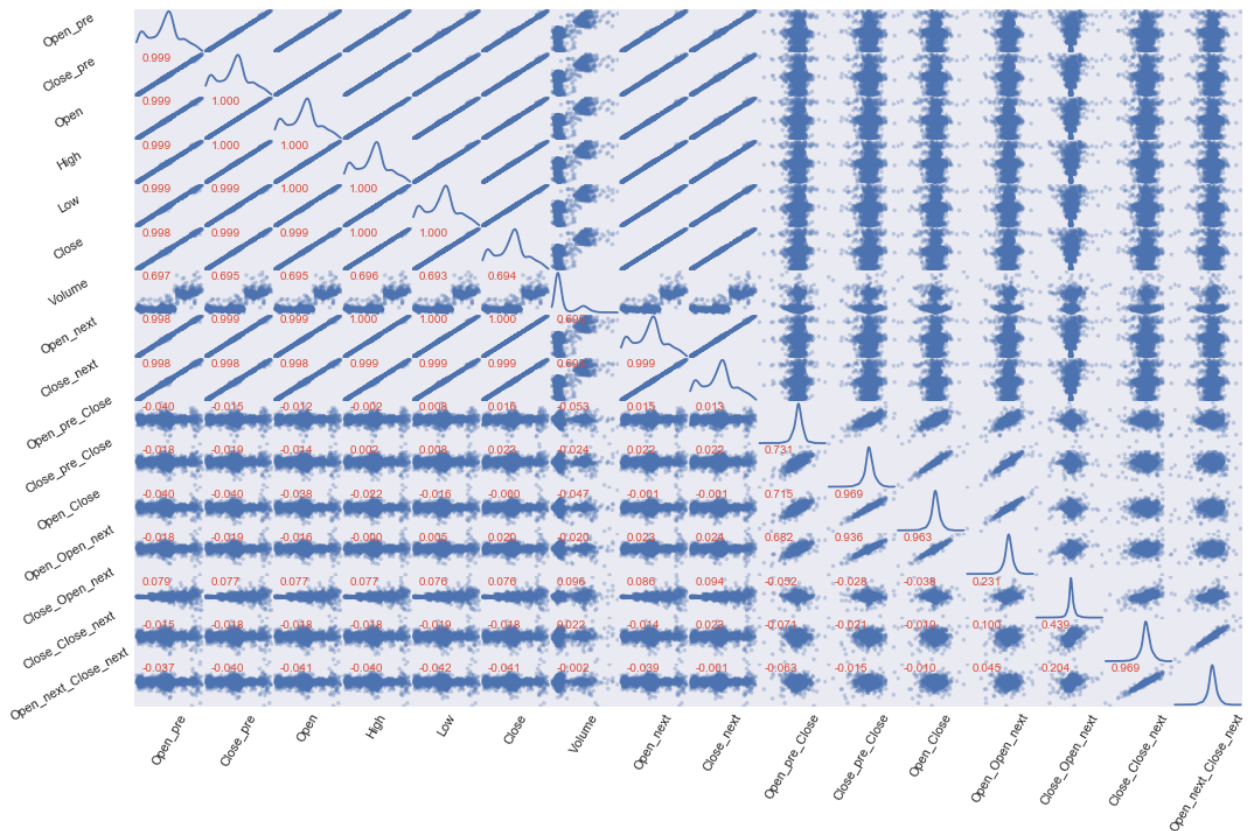 Open_pre
Close_pre 0.999
Open 0.999 1.000
High 0.999 1.000 1.000
Low 0.999 0.999 1.000 1.000
Close 0.998 0.999 0.999 1.000 1.000
Volume 0.697 0.695 0.695 0.696 0.693 0.694
Open_next 0.998 0.999 0.999 1.000 1.000 1.000
Close_next 0.998 0.998 0.998 0.999 0.999 0.999 0.999
Open_pre_Close -0.040 -0.015 -0.012 -0.002 0.008 0.016 -0.053 0.015 0.013
Close_pre_Close -0.018 -0.019 -0.014 0.002 0.008 0.023 -0.024 0.022 0.022 0.731
Open_Close -0.040 -0.040 -0.038 -0.022 -0.016 -0.000 -0.047 -0.001 -0.001 0.715 0.969
Open_Open_next -0.018 -0.019 -0.016 -0.000 0.005 0.020 -0.020 0.023 0.024 0.682 0.936 0.963
Close_Open_next 0.079 0.077 0.077 0.077 0.076 0.076 0.096 0.086 0.094 -0.052 -0.028 -0.038 0.231
Close_Close_next -0.015 -0.018 -0.018 -0.018 -0.019 -0.018 0.022 -0.014 0.023 -0.071 -0.021 -0.019 0.100 0.439
Open_next_Close_next -0.037 -0.040 -0.041 -0.040 -0.042 -0.041 -0.002 -0.039 -0.001 -0.063 -0.015 -0.010 0.045 0.204 0.969
Open_pre Close_pre Open High Low Close Volume Open_next Close_next Open_pre_Close Close_pre_Close Open_Close Open_Open_next Close_Open_next Close_Close_next Open_next_Close_next